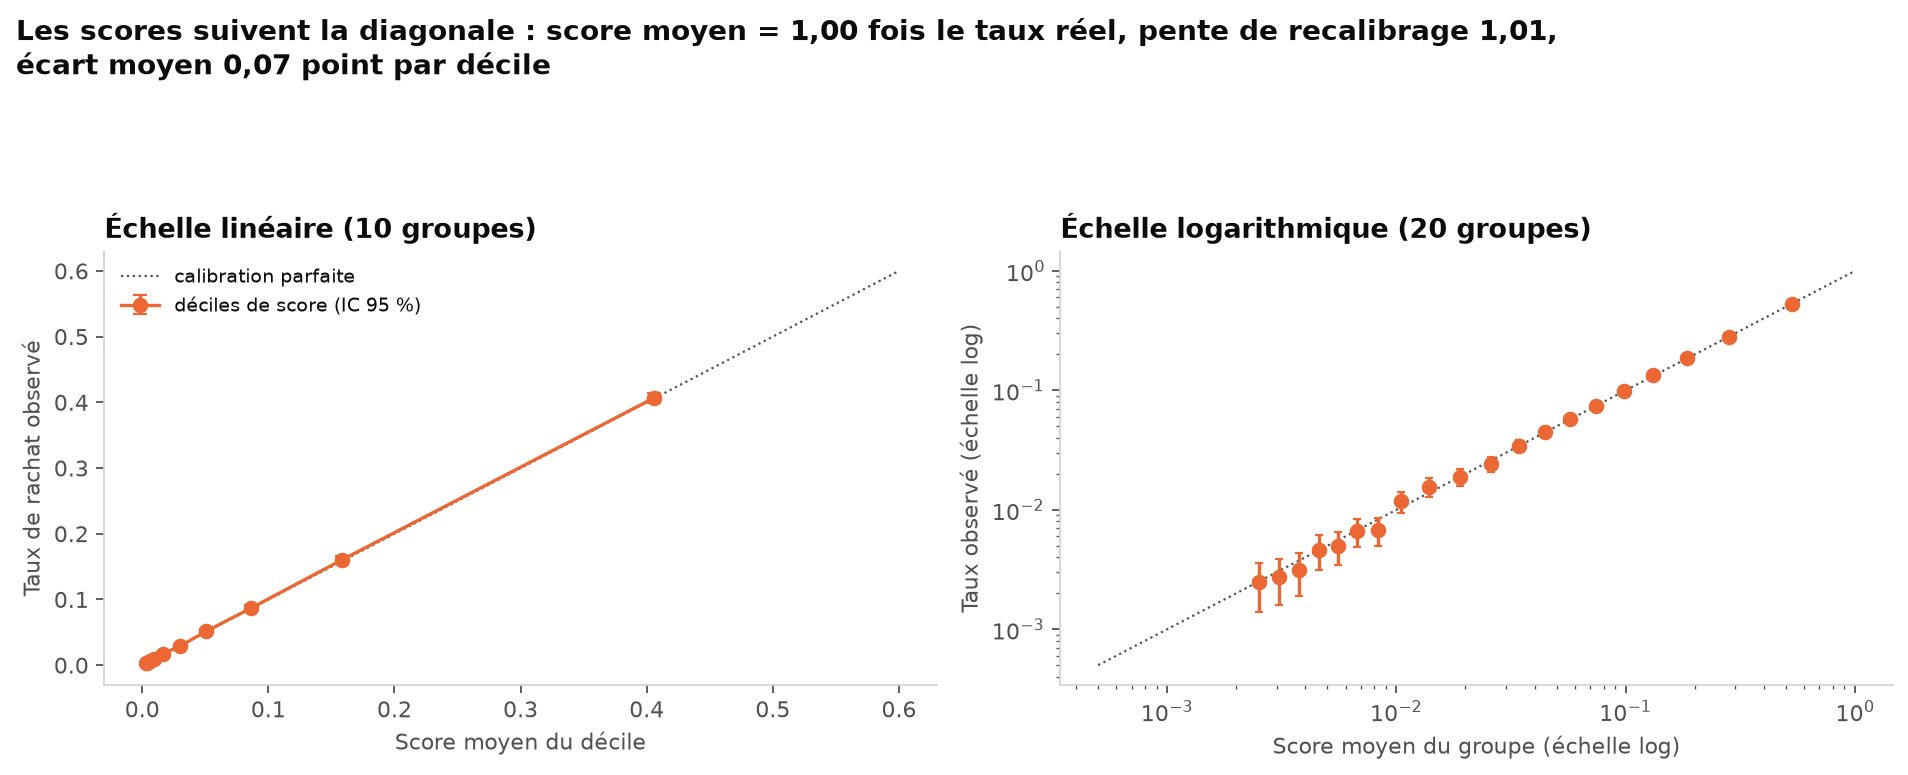 Les scores suivent la diagonale : score moyen = 1,00 fois le taux réel, pente de recalibrage 1,01,
écart moyen 0,07 point par décile
Échelle linéaire (10 groupes)
calibration parfaite
déciles de score (IC 95 %)
Taux de rachat observé
0.6
0.5
0.4
0.3
0.2
0.1
0.0
0.0 0.1 0.2 0.3 0.4 0.5 0.6
Score moyen du décile
Échelle logarithmique (20 groupes)
Taux observé (échelle log)
10⁰
10⁻¹
10⁻²
10⁻³
10⁻³ 10⁻² 10⁻¹ 10⁰
Score moyen du groupe (échelle log)